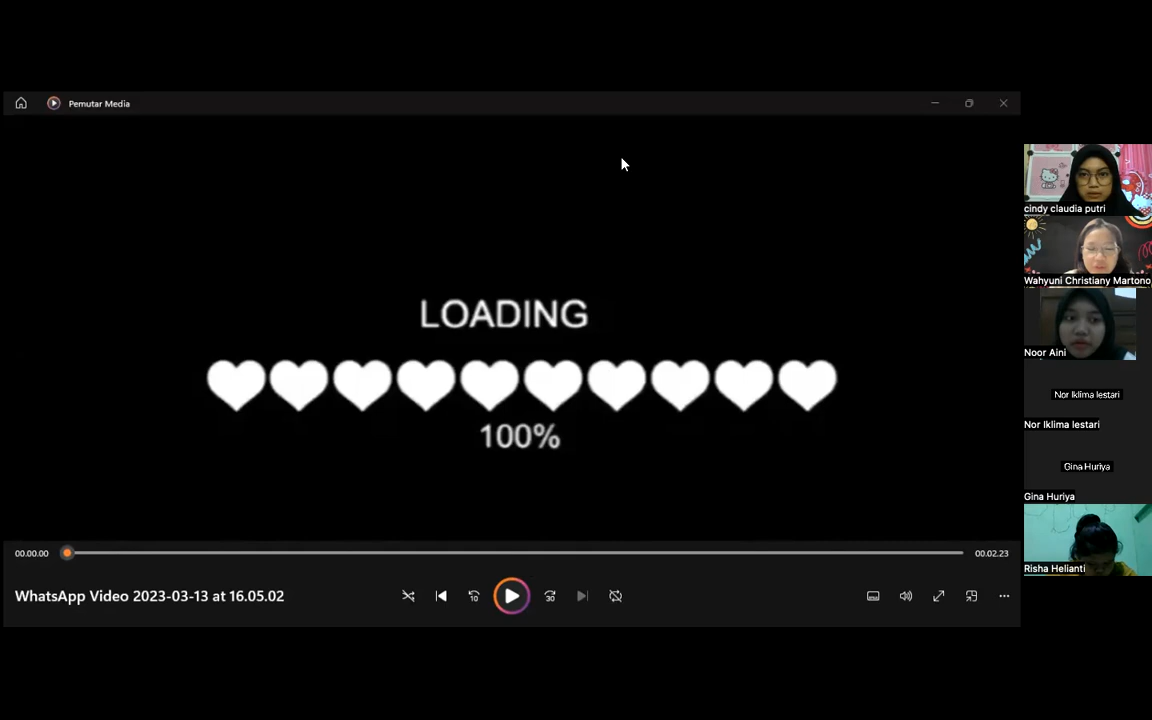 Pemutar Media
LOADING
100%
00.00.00
00.02.23
WhatsApp Video 2023-03-13 at 16.05.02
10
30
cindy claudia putri
Wahyuni Christiany Martono
Noor Aini
Nor Iklima lestari
Nor Iklima lestari
Gina Huriya
Gina Huriya
Risha Helianti